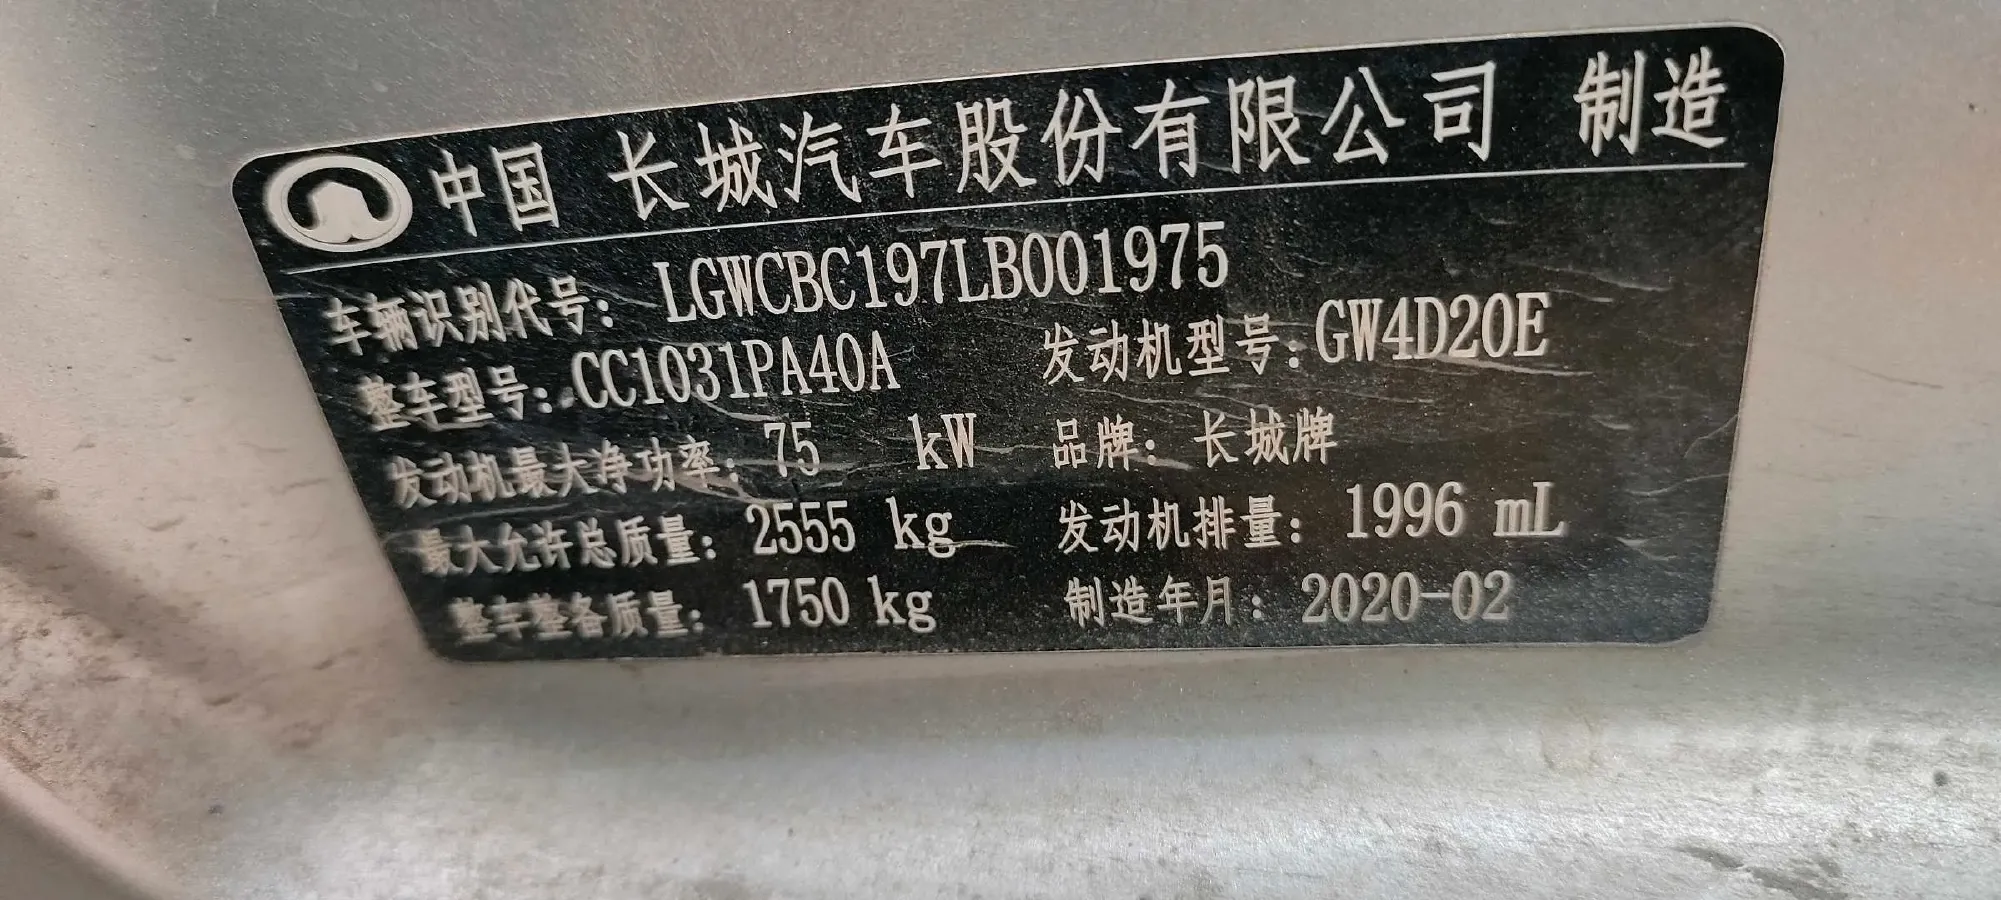 中国 长城汽车股份有限公司 制造
车辆识别代号: LGWCBC197LB001975
整车型号: CC1031PA40A 发动机型号: GW4D20E
发动机最大净功率: 75 kW 品牌: 长城牌
最大允许总质量: 2555 kg 发动机排量: 1996 mL
整车整备质量: 1750 kg 制造年月: 2020-02